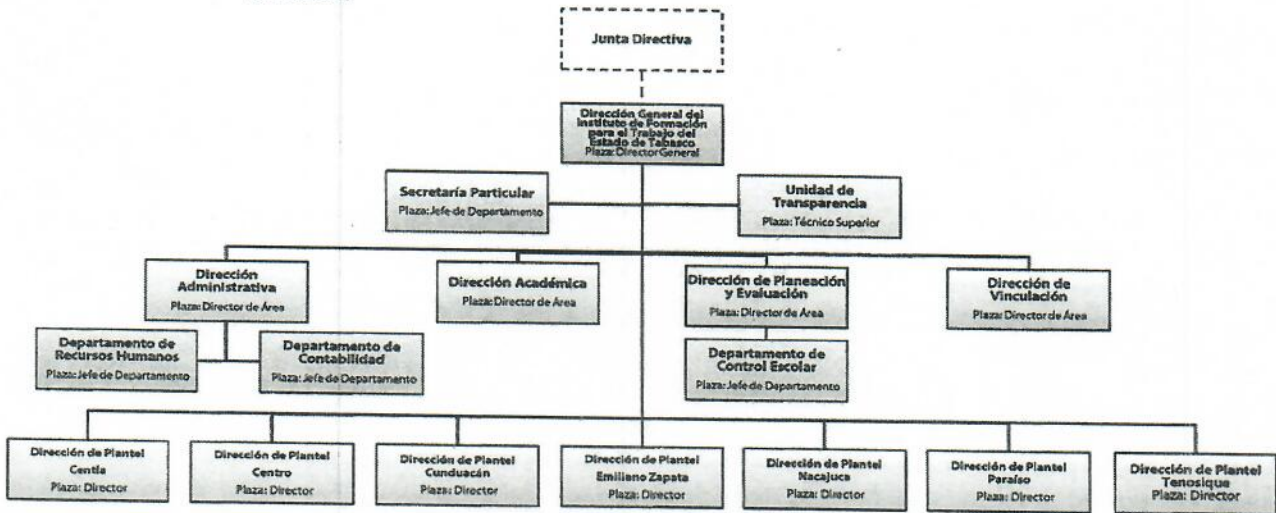 Junta Directiva
Dirección General del
Instituto de Formación
para el Trabajo del
Estado de Tabasco
Plaza: Director General
Secretaría Particular
Plaza: Jefe de Departamento
Unidad de
Transparencia
Plaza: Técnico Superior
Dirección
Administrativa
Plaza: Director de Área
Dirección Académica
Plaza: Director de Area
Dirección de Planeación
y Evaluación
Plaza: Director de Área
Dirección de
Vinculación
Plaza: Director de Área
Departamento de
Recursos Humanos
Plaza: Jefe de Departamento
Departamento de
Contabilidad
Plaza: Jefe de Departamento
Departamento de
Control Escolar
Plaza: Jefe de Departamento
Dirección de Plantel
Centla
Plaza: Director
Dirección de Plantel
Centro
Plaza: Director
Dirección de Plantel
Cunduacán
Plaza: Director
Dirección de Plantel
Emiliano Zapata
Plaza: Director
Dirección de Plantel
Nacajuca
Plaza: Director
Dirección de Plantel
Paraíso
Plaza: Director
Dirección de Plantel
Tenosique
Plaza: Director